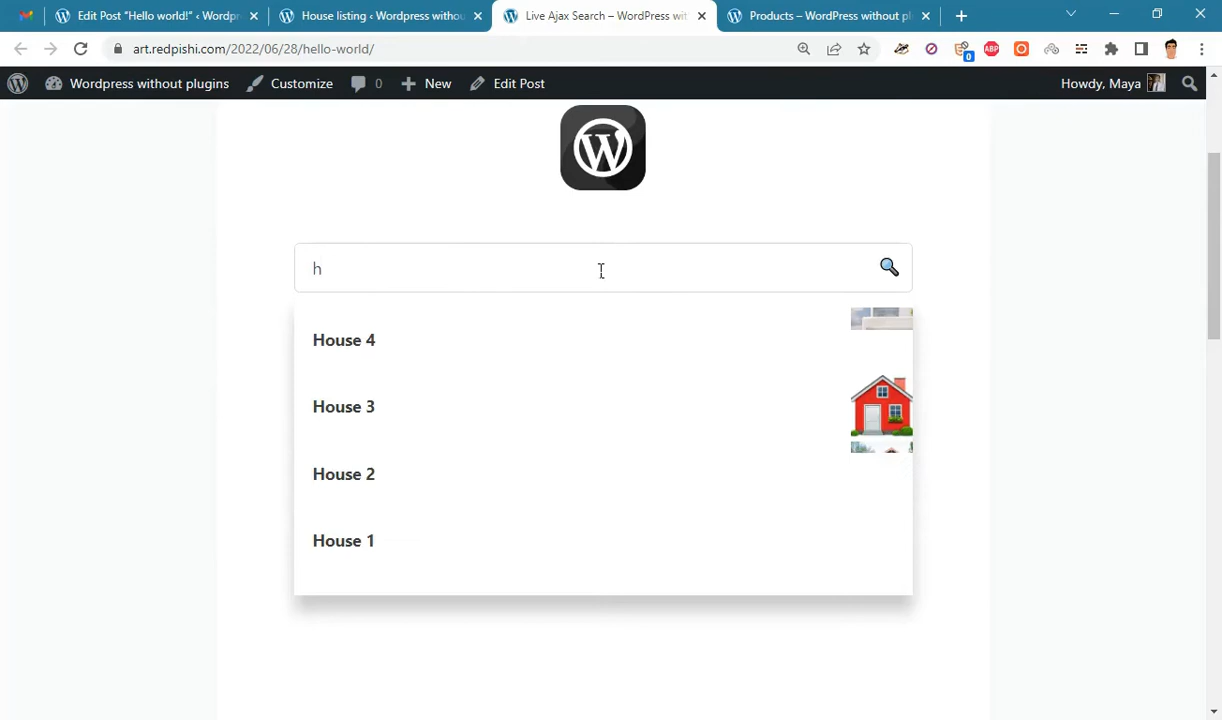 Edit Post "Hello world!" ‹ Wordpr
House listing ‹ Wordpress withou
Live Ajax Search – WordPress wit
Products – WordPress without pl
art.redpishi.com/2022/06/28/hello-world/
0
ABP
Wordpress without plugins
Customize
0
New
Edit Post
Howdy, Maya
h
House 4
House 3
House 2
House 1